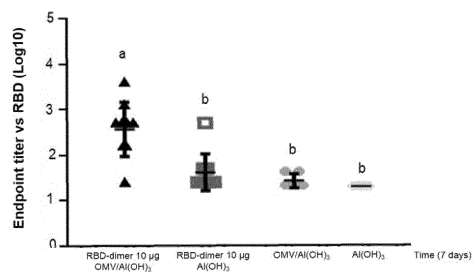 Endpoint titer vs RBD (Log10)
5
4
3
2
1
0
a
b
b
b
RBD-dimer 10 µg
OMV/Al(OH)₃
RBD-dimer 10 µg
Al(OH)₃
OMV/Al(OH)₃
Al(OH)₃
Time (7 days)